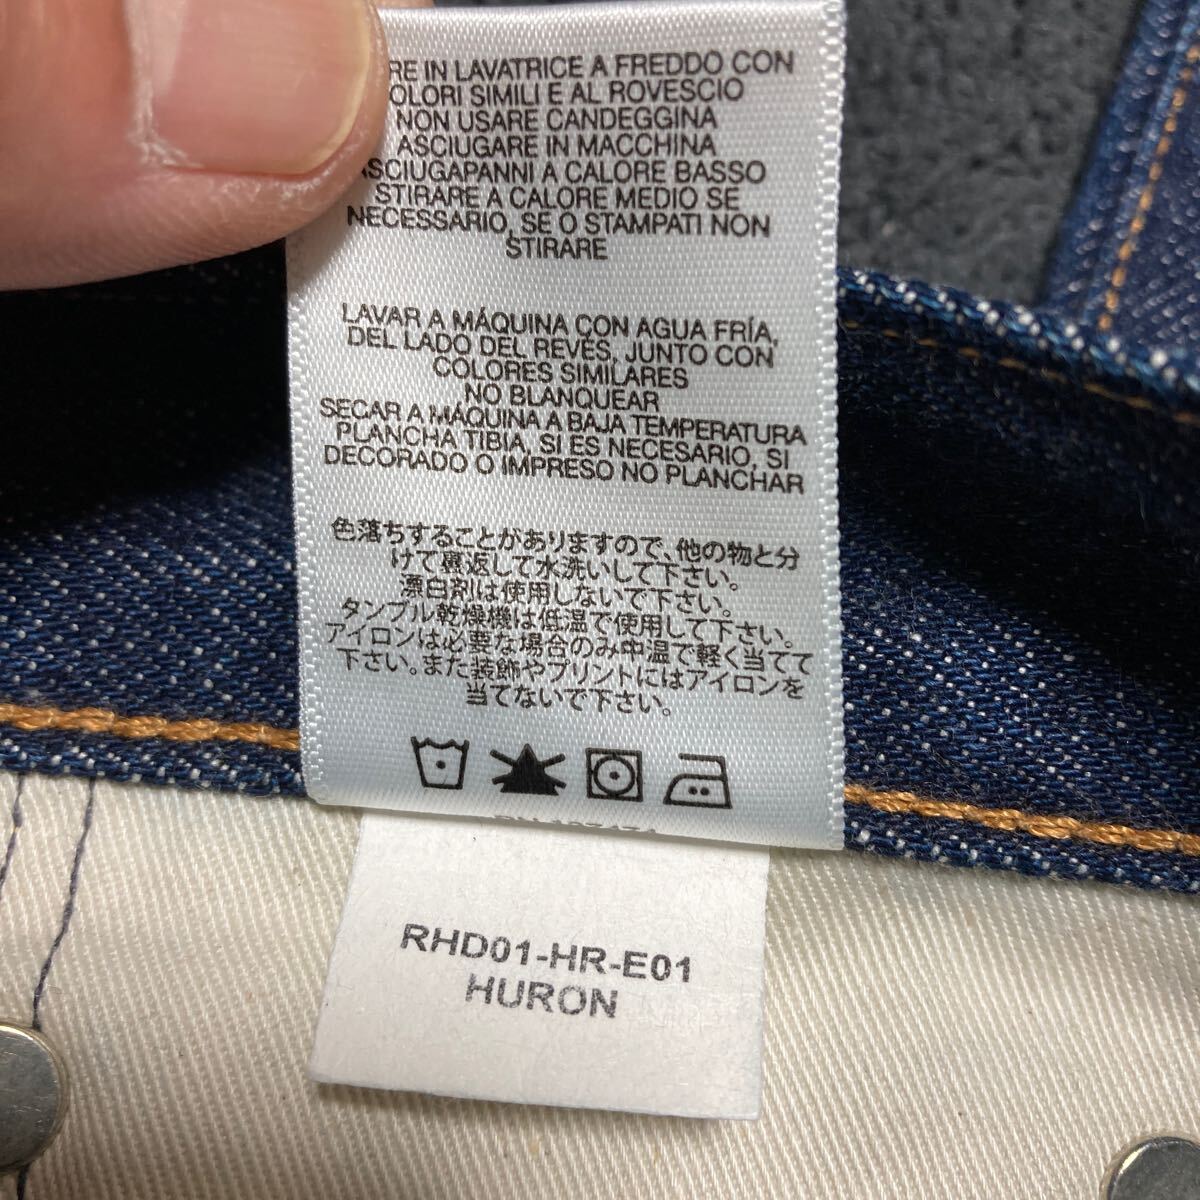 IN LAVATRICE A FREDDO CON
SIMILI E AL ROVESCIO
NON USARE CANDEGGINA
ASCIUGARE IN MACCHINA
ASCIUGAPANNI A CALORE BASSO
STIRARE A CALORE MEDIO SE
NECESSARIO, SE O STAMPATI NON
STIRARE
LAVAR A MÁQUINA CON AGUA FRÍA,
DEL LADO DEL REVÉS, JUNTO CON
COLORES SIMILARES
NO BLANQUEAR
SECAR A MÁQUINA A BAJA TEMPERATURA
PLANCHA TIBIA, SI ES NECESARIO, SI
DECORADO O IMPRESO NO PLANCHAR
色落ちすることがありますので、他の物と分
けて裏返して水洗いして下さい。
漂白剤は使用しないで下さい。
タンブル乾燥機は低温で使用して下さい。
アイロンは必要な場合のみ中温で軽く当てて
下さい。また装飾やプリントにはアイロンを
当てないで下さい。
RHD01-HR-E01
HURON